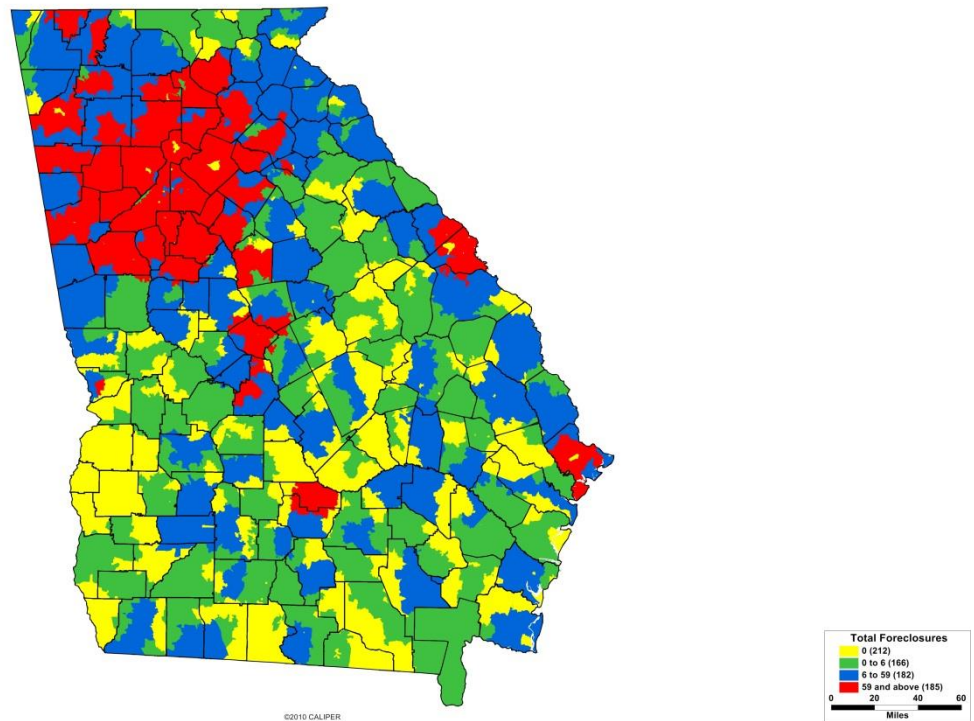 Total Foreclosures
0 (212)
0 to 6 (166)
6 to 59 (182)
59 and above (185)
0 20 40 60
Miles
©2010 CALIPER